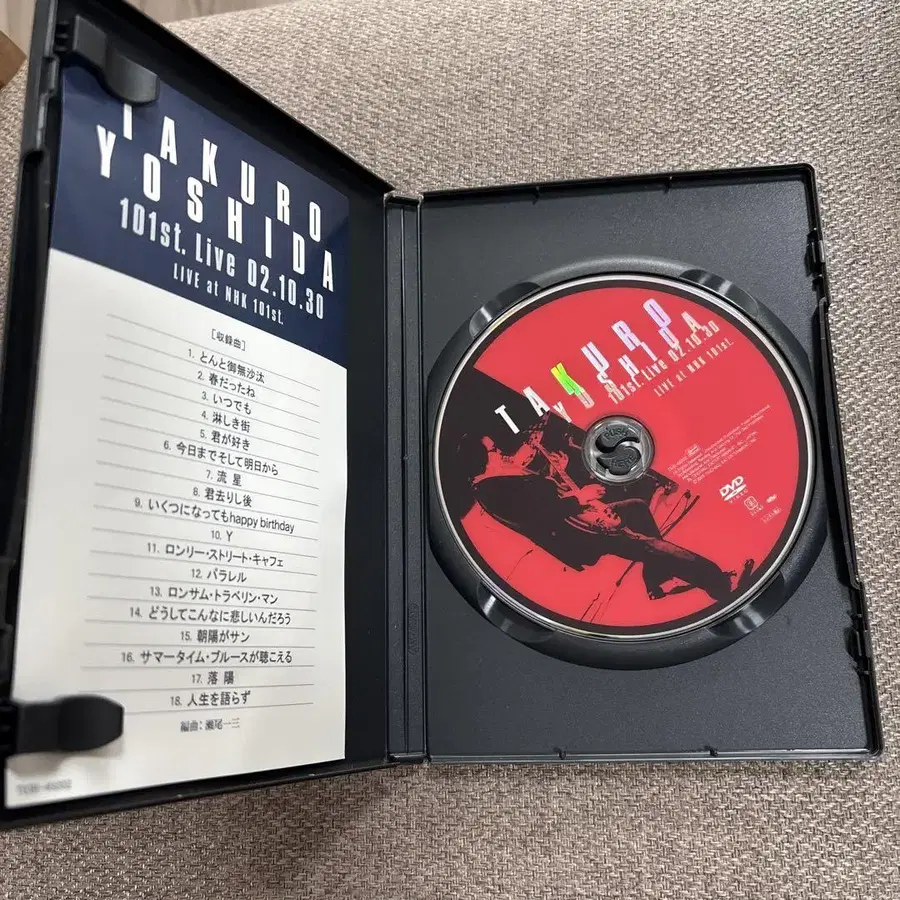 TAKURO
YOSHIDA
101st. Live 02.10.30
LIVE at NHK 101st.
［収録曲］
1. とんと御無沙汰
2. 春だったね
3. いつでも
4. 淋しき街
5. 君が好き
6. 今日までそして明日から
7. 流 星
8. 君去りし後
9. いくつになってもhappy birthday
10. Y
11. ロンリー・ストリート・キャフェ
12. パラレル
13. ロンサム・トラベリン・マン
14. どうしてこんなに悲しいんだろう
15. 朝陽がサン
16. サマータイム・ブルースが聴こえる
17. 落 陽
18. 人生を語らず
編曲：瀬尾一三
TAKURO
YOSHIDA
101st. Live 02.10.30
LIVE at NHK 101st.
PUSH
DVD
VIDEO